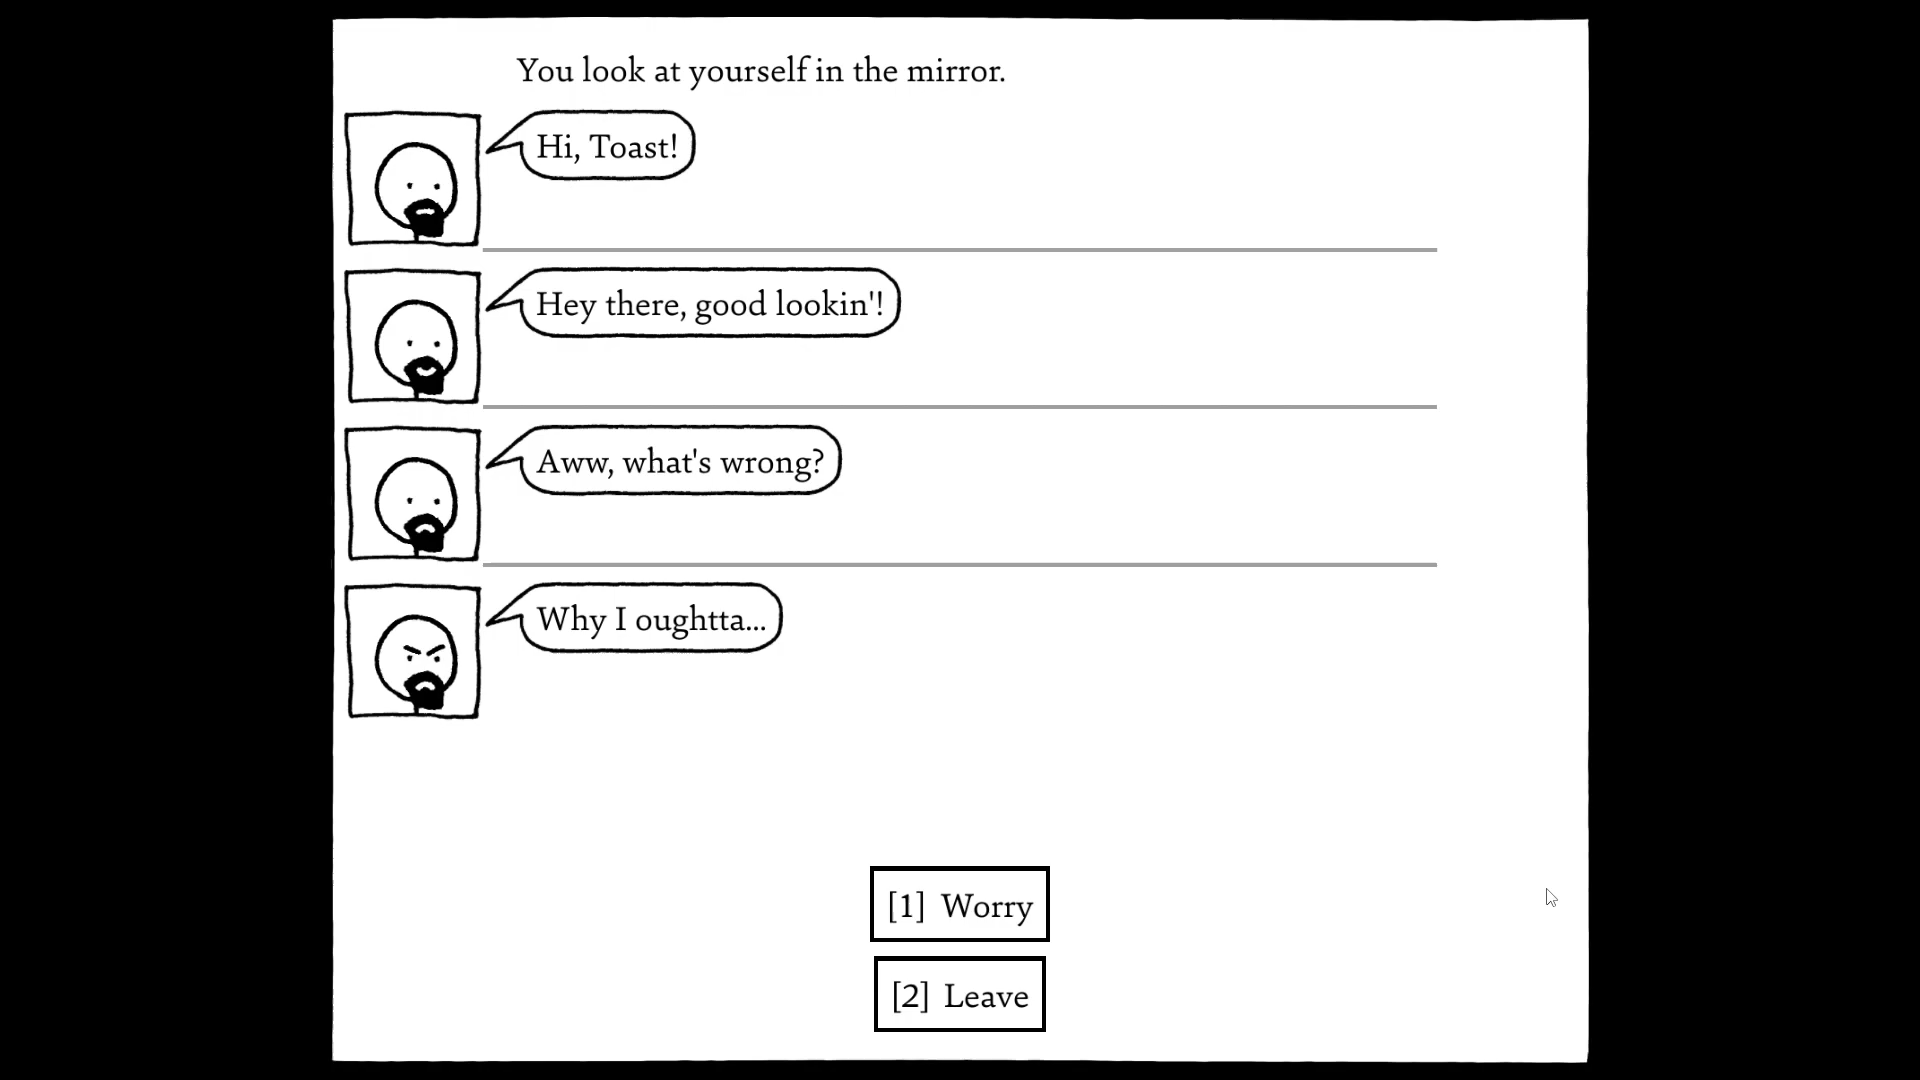 You look at yourself in the mirror.
Hi, Toast!
Hey there, good lookin'!
Aww, what's wrong?
Why I oughtta...
[1] Worry
[2] Leave